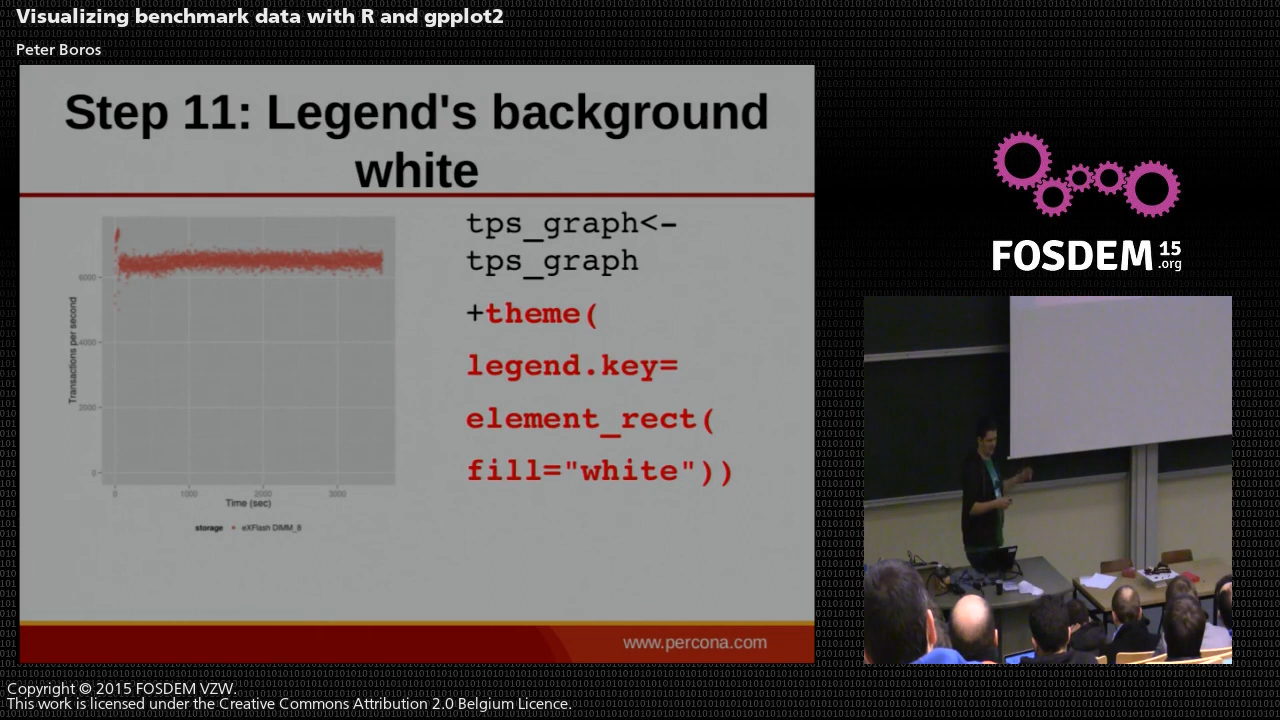 Visualizing benchmark data with R and gpplot2
Peter Boros
Step 11: Legend's background
white
tps_graph<-
tps_graph
+theme(
legend.key=
element_rect(
fill="white"))
Transactions per second
6000
4000
2000
0
0 1000 2000 3000
Time (sec)
storage eXFlash DIMM_8
www.percona.com
FOSDEM 15
.org
Copyright © 2015 FOSDEM VZW.
This work is licensed under the Creative Commons Attribution 2.0 Belgium Licence.